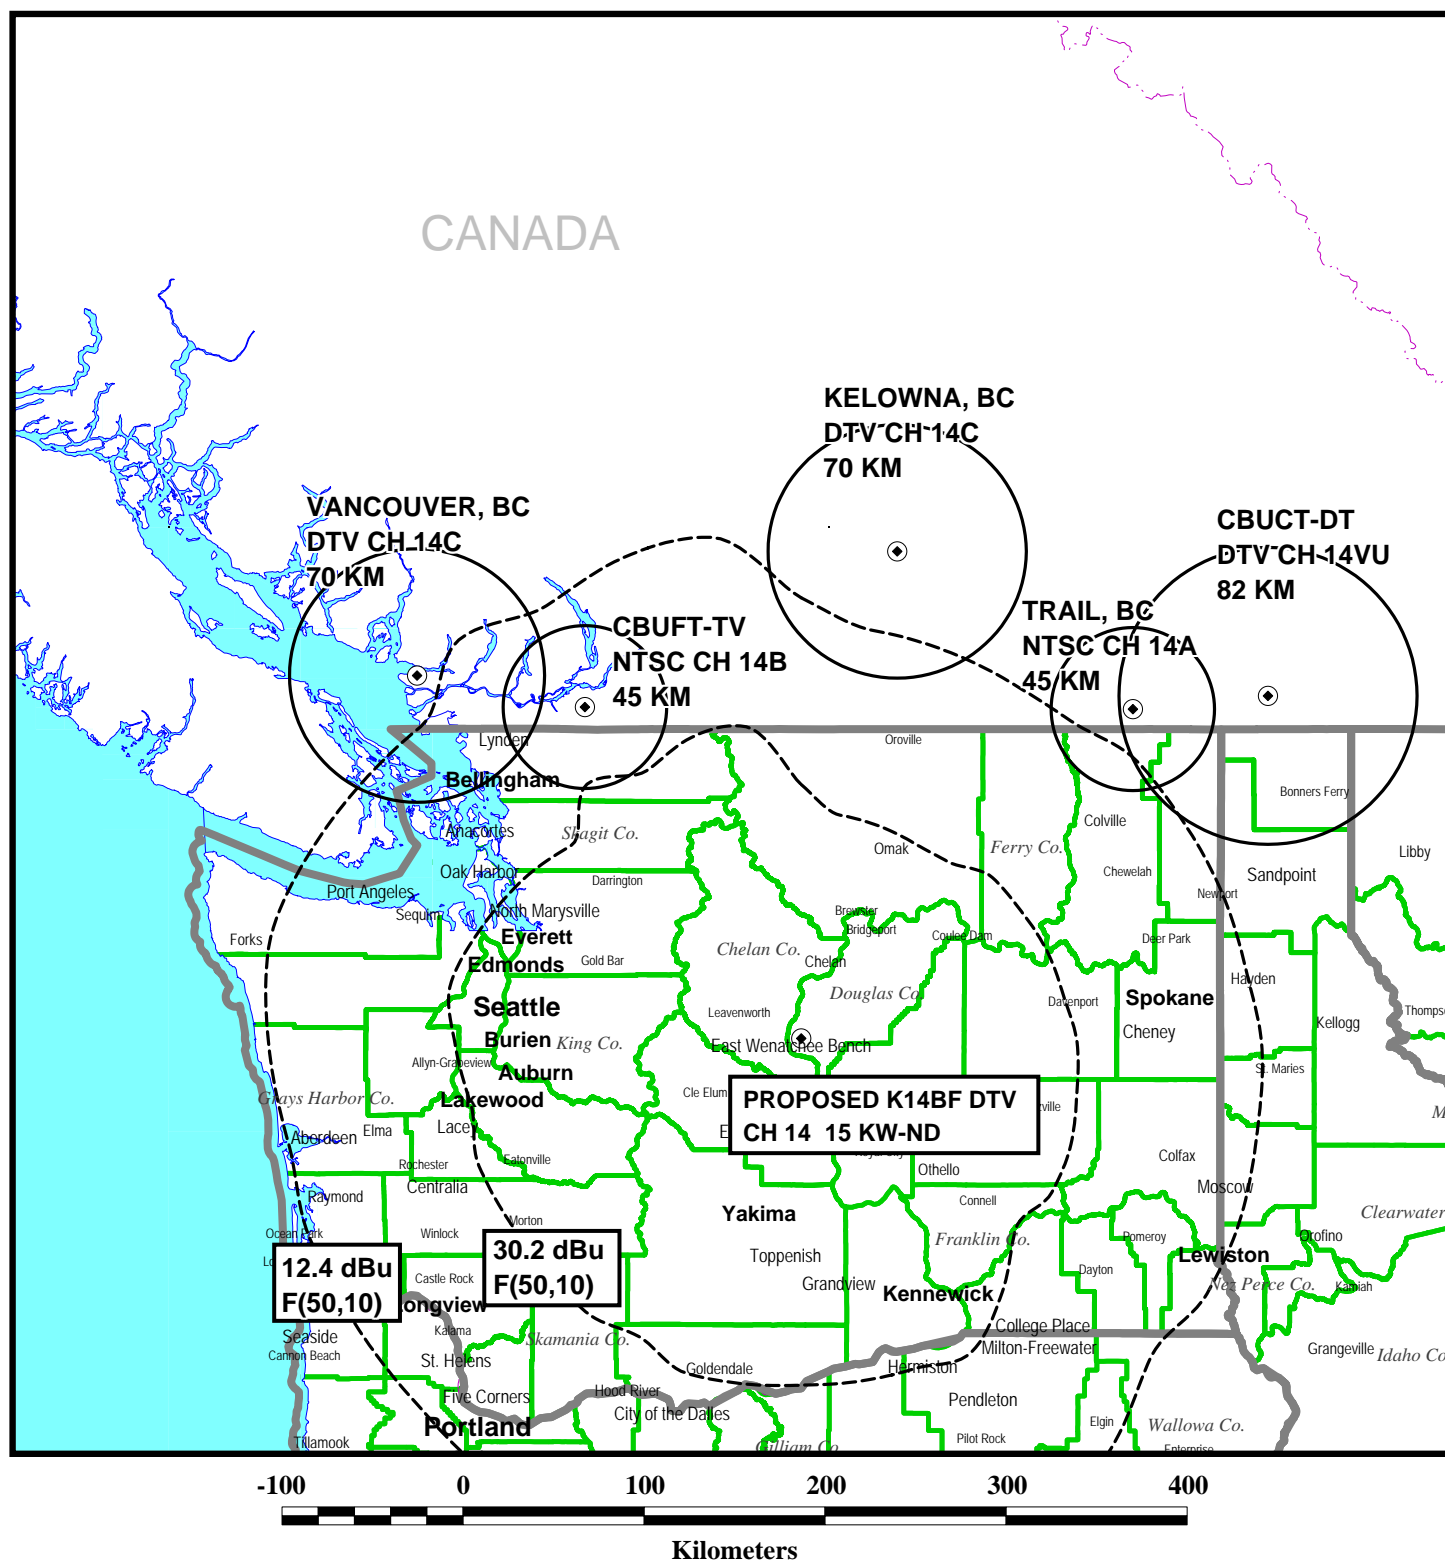 CANADA
KELOWNA, BC
DTV CH 14C
70 KM
VANCOUVER, BC
DTV CH 14C
70 KM
CBUCT-DT
DTV CH 14VU
82 KM
CBUFT-TV
NTSC CH 14B
45 KM
TRAIL, BC
NTSC CH 14A
45 KM
Lynden
Oroville
Bellingham
Bonners Ferry
Anacortes
Skagit Co.
Omak
Ferry Co.
Colville
Libby
Oak Harbor
Darrington
Chewelah
Sandpoint
Port Angeles
Newport
Sequim
North Marysville
Brewster
Bridgeport
Forks
Everett
Coulee Dam
Deer Park
Edmonds
Gold Bar
Chelan Co.
Chelan
Hayden
Douglas Co.
Seattle
Leavenworth
Davenport
Spokane
Kellogg
Burien
King Co.
East Wenatchee Bench
Cheney
Allyn-Grapeview
Auburn
St. Maries
Grays Harbor Co.
Lakewood
Cle Elum
PROPOSED K14BF DTV
CH 14 15 KW-ND
Lacey
Elma
Aberdeen
Rochester
Eatonville
Othello
Colfax
Raymond
Centralia
Connell
Moscow
Ocean Park
Winlock
Morton
Yakima
Franklin Co.
Pomeroy
Clearwater
Orofino
12.4 dBu
F(50,10)
30.2 dBu
F(50,10)
Toppenish
Lewiston
Castle Rock
Grandview
Dayton
Nez Perce Co.
Kamiah
Kennewick
Seaside
Kalama
Skamania Co.
College Place
Cannon Beach
Milton-Freewater
Grangeville
Idaho Co
St. Helens
Goldendale
Hermiston
Five Corners
Hood River
Pendleton
Portland
City of the Dalles
Elgin
Wallowa Co.
Tillamook
Gilliam Co
Pilot Rock
Enterprise
-100 0 100 200 300 400
Kilometers